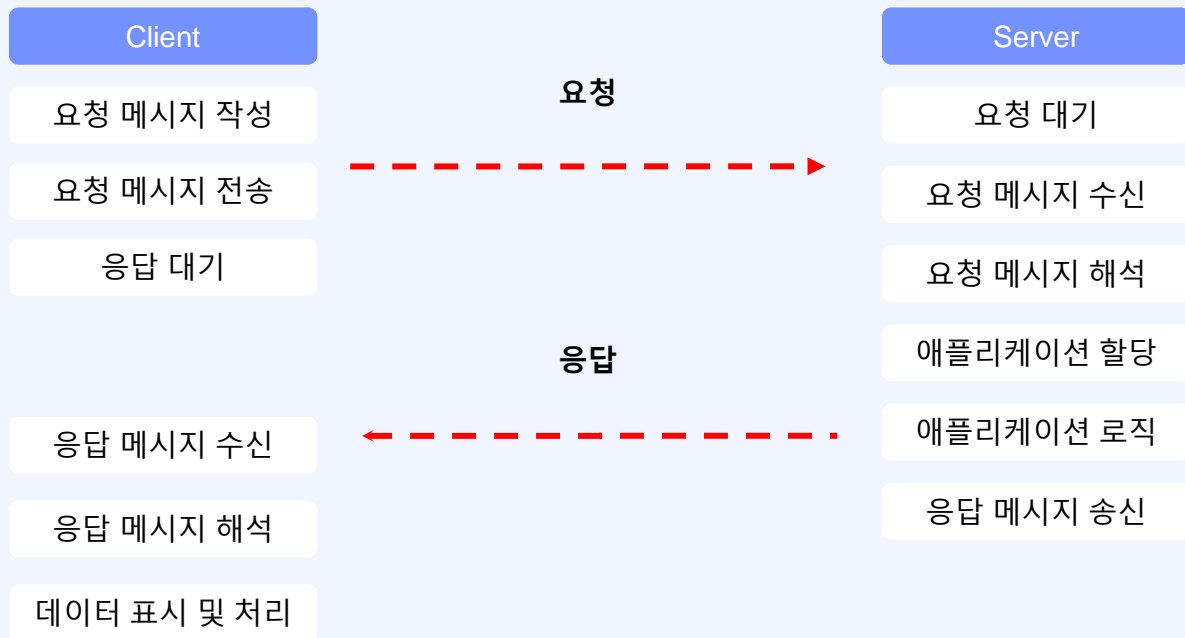 Client
요청 메시지 작성
요청 메시지 전송
응답 대기
응답 메시지 수신
응답 메시지 해석
데이터 표시 및 처리
요청
응답
Server
요청 대기
요청 메시지 수신
요청 메시지 해석
애플리케이션 할당
애플리케이션 로직
응답 메시지 송신